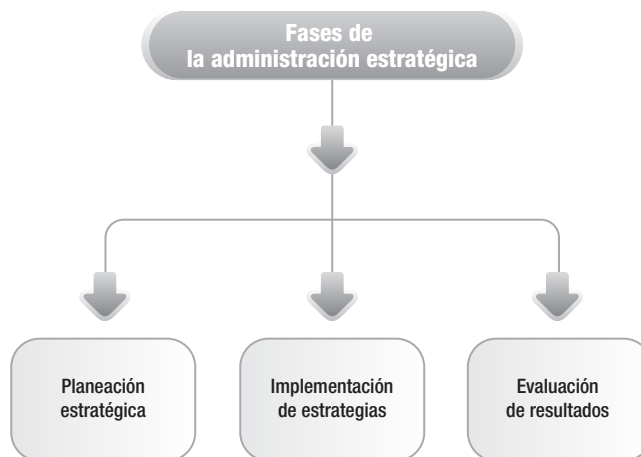 Fases de
la administración estratégica
Planeación
estratégica
Implementación
de estrategias
Evaluación
de resultados